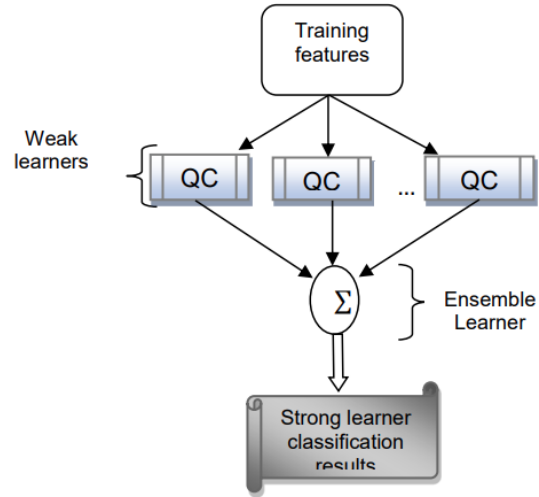 Training
features
Weak
learners
QC
QC
...
QC
Σ
Ensemble
Learner
Strong learner
classification
results